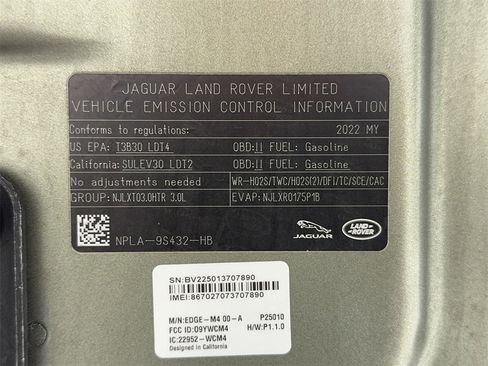 JAGUAR LAND ROVER LIMITED
VEHICLE EMISSION CONTROL INFORMATION
Conforms to regulations: 2022 MY
US EPA: T3B30 LDT4 OBD:II FUEL: Gasoline
California: SULEV30 LDT2 OBD:II FUEL: Gasoline
No adjustments needed WR-HO2S/TWC/HO2S(2)/DFI/TC/SCE/CAC
GROUP: NJLXT03.0HTR 3.0L EVAP: NJLXR0175P1B
NPLA-9S432-HB JAGUAR LAND-ROVER
SN:BV225013707890
IMEI:867027073707890
M/N:EDGE-M4 00-A P25010
FCC ID:09YWCM4 H/W:P1.1.0
IC:22952-WCM4
Designed in California